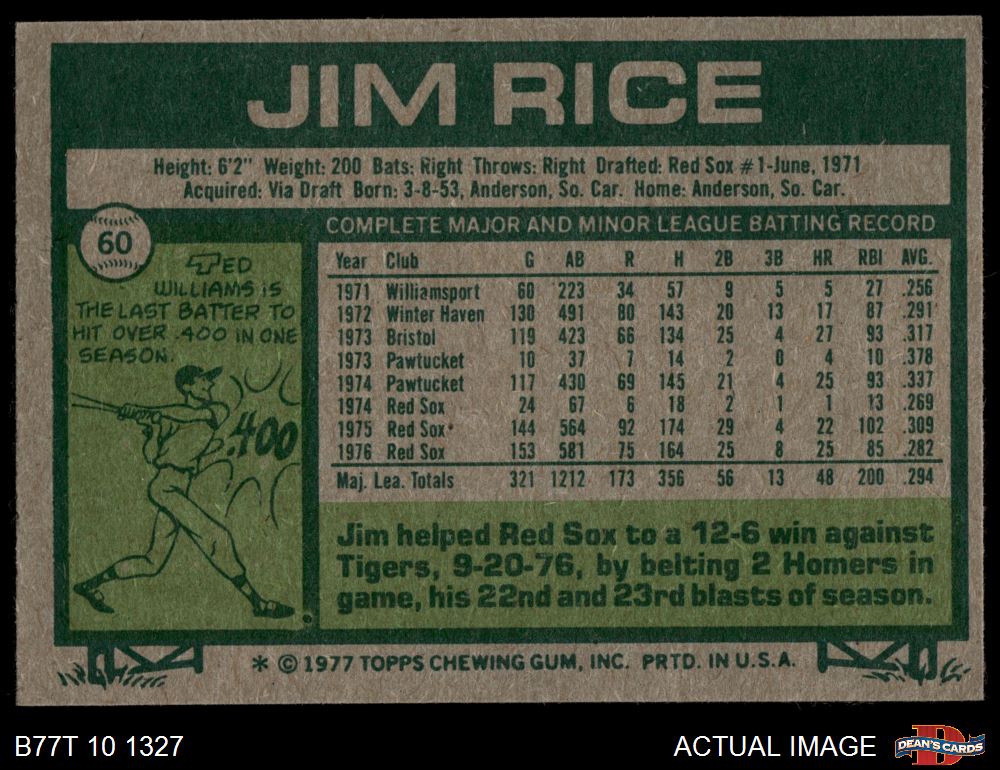 JIM RICE
Height: 6'2" Weight: 200 Bats: Right Throws: Right Drafted: Red Sox #1-June, 1971
Acquired: Via Draft Born: 3-8-53, Anderson, So. Car. Home: Anderson, So. Car.
60
TED
WILLIAMS IS
THE LAST BATTER TO
HIT OVER .400 IN ONE
SEASON.
.400
COMPLETE MAJOR AND MINOR LEAGUE BATTING RECORD
Year Club G AB R H 2B 3B HR RBI AVG.
1971 Williamsport 60 223 34 57 9 5 5 27 .256
1972 Winter Haven 130 491 80 143 20 13 17 87 .291
1973 Bristol 119 423 66 134 25 4 27 93 .317
1973 Pawtucket 10 37 7 14 2 0 4 10 .378
1974 Pawtucket 117 430 69 145 21 4 25 93 .337
1974 Red Sox 24 67 6 18 2 1 1 13 .269
1975 Red Sox 144 564 92 174 29 4 22 102 .309
1976 Red Sox 153 581 75 164 25 8 25 85 .282
Maj. Lea. Totals 321 1212 173 356 56 13 48 200 .294
Jim helped Red Sox to a 12-6 win against
Tigers, 9-20-76, by belting 2 Homers in
game, his 22nd and 23rd blasts of season.
* © 1977 TOPPS CHEWING GUM, INC. PRTD. IN U.S.A.
B77T 10 1327
ACTUAL IMAGE
DEAN'S CARDS